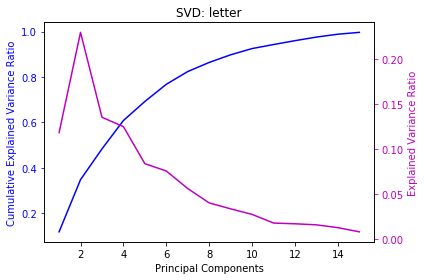 SVD: letter
1.0
0.8
0.6
0.4
0.2
Cumulative Explained Variance Ratio
0.20
0.15
0.10
0.05
0.00
Explained Variance Ratio
2 4 6 8 10 12 14
Principal Components